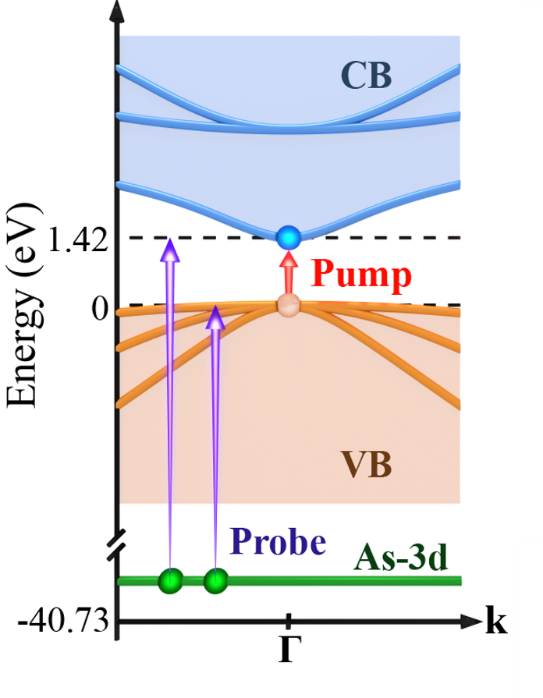 CB
Energy (eV)
1.42
Pump
0
VB
Probe
As-3d
-40.73
k
Γ